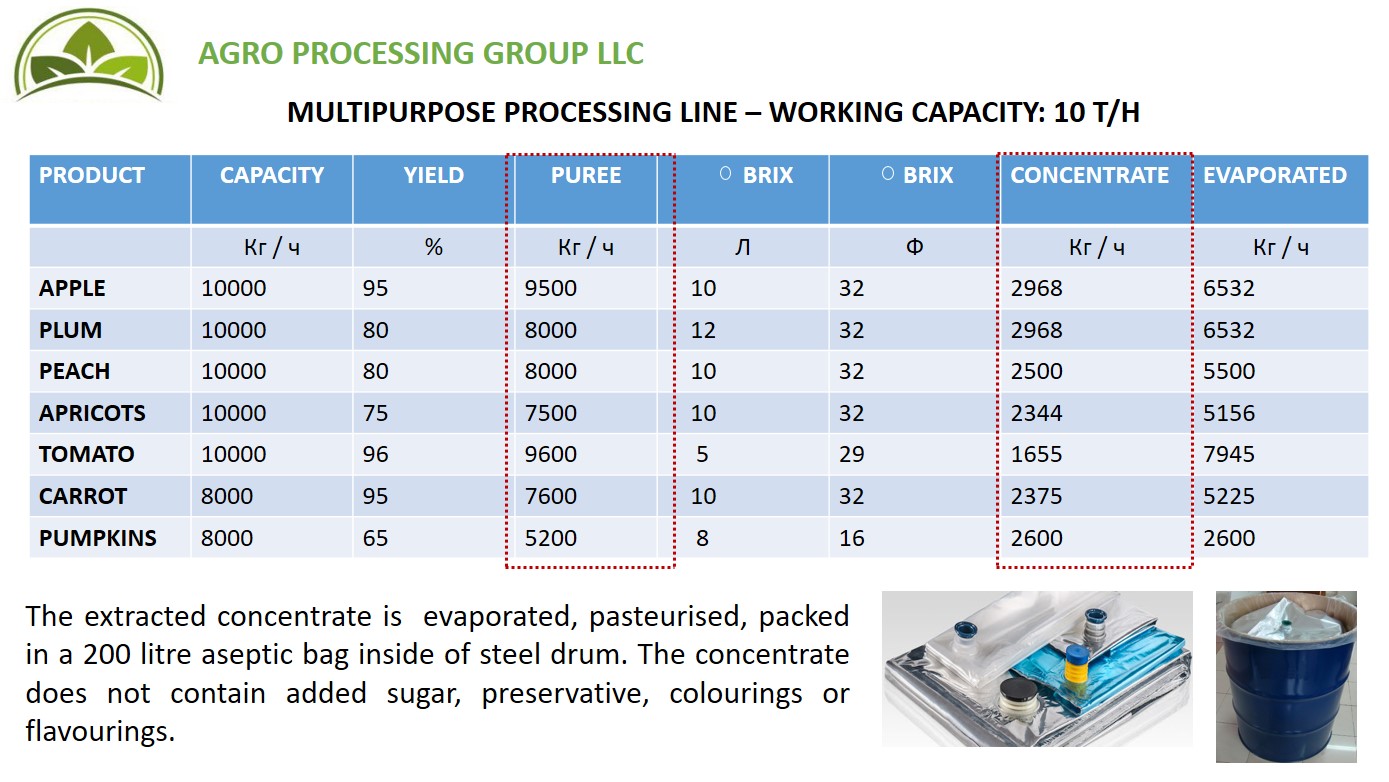 AGRO PROCESSING GROUP LLC
MULTIPURPOSE PROCESSING LINE – WORKING CAPACITY: 10 T/H
PRODUCT CAPACITY YIELD PUREE ○ BRIX ○ BRIX CONCENTRATE EVAPORATED
Кг / ч % Кг / ч Л Ф Кг / ч Кг / ч
APPLE 10000 95 9500 10 32 2968 6532
PLUM 10000 80 8000 12 32 2968 6532
PEACH 10000 80 8000 10 32 2500 5500
APRICOTS 10000 75 7500 10 32 2344 5156
TOMATO 10000 96 9600 5 29 1655 7945
CARROT 8000 95 7600 10 32 2375 5225
PUMPKINS 8000 65 5200 8 16 2600 2600
The extracted concentrate is evaporated, pasteurised, packed
in a 200 litre aseptic bag inside of steel drum. The concentrate
does not contain added sugar, preservative, colourings or
flavourings.